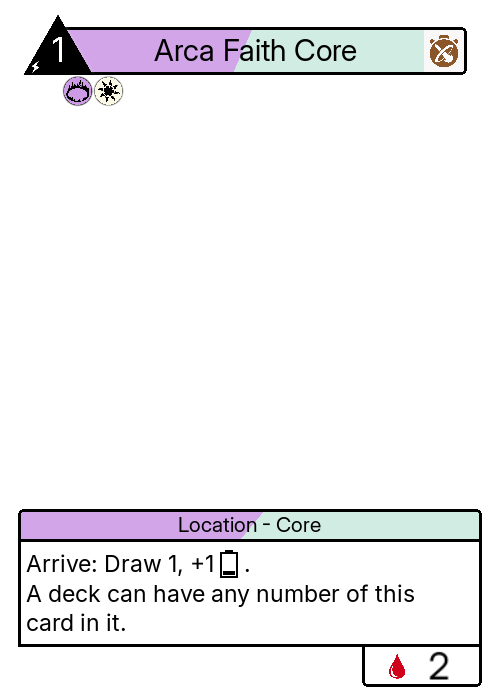 1
Arca Faith Core
Location - Core
Arrive: Draw 1, +1 .
A deck can have any number of this
card in it.
2